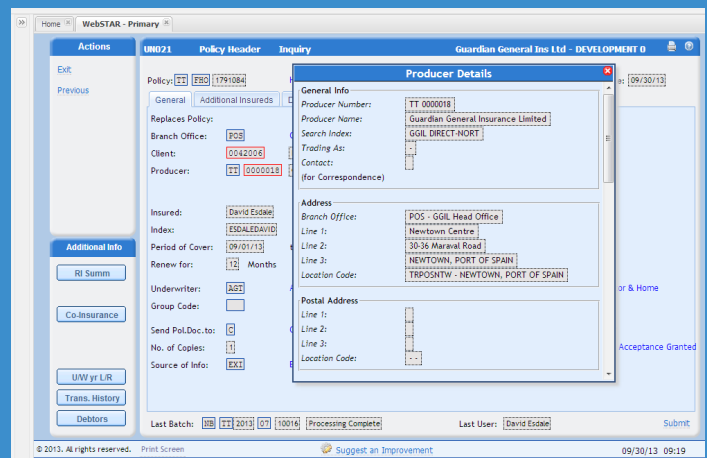 Home × WebSTAR - Primary ×
Actions
UN021 Policy Header Inquiry Guardian General Ins Ltd - DEVELOPMENT 0
Exit
Previous
Policy: TT FHO 1791084
09/30/13
General Additional Insureds
Replaces Policy:
Branch Office: POS
Client: 0042006
Producer: TT 0000018
Insured: David Esdale
Index: ESDALEDAVID
Period of Cover: 09/01/13
Renew for: 12 Months
Underwriter: AGT
or & Home
Group Code:
Send Pol.Doc.to: C
No. of Copies: 1
Acceptance Granted
Source of Info: EXI
Last Batch: NB TT 2013 07 10016 Processing Complete Last User: David Esdale Submit
Additional Info
RI Summ
Co-Insurance
U/W yr L/R
Trans. History
Debtors
Producer Details
General Info
Producer Number: TT 0000018
Producer Name: Guardian General Insurance Limited
Search Index: GGIL DIRECT-NORT
Trading As: -
Contact:
(for Correspondence)
Address
Branch Office: POS - GGIL Head Office
Line 1: Newtown Centre
Line 2: 30-36 Maraval Road
Line 3: NEWTOWN, PORT OF SPAIN
Location Code: TRPOSNTW - NEWTOWN, PORT OF SPAIN
Postal Address
Line 1:
Line 2:
Line 3:
Location Code: - -
© 2013. All rights reserved. Print Screen Suggest an Improvement 09/30/13 09:19